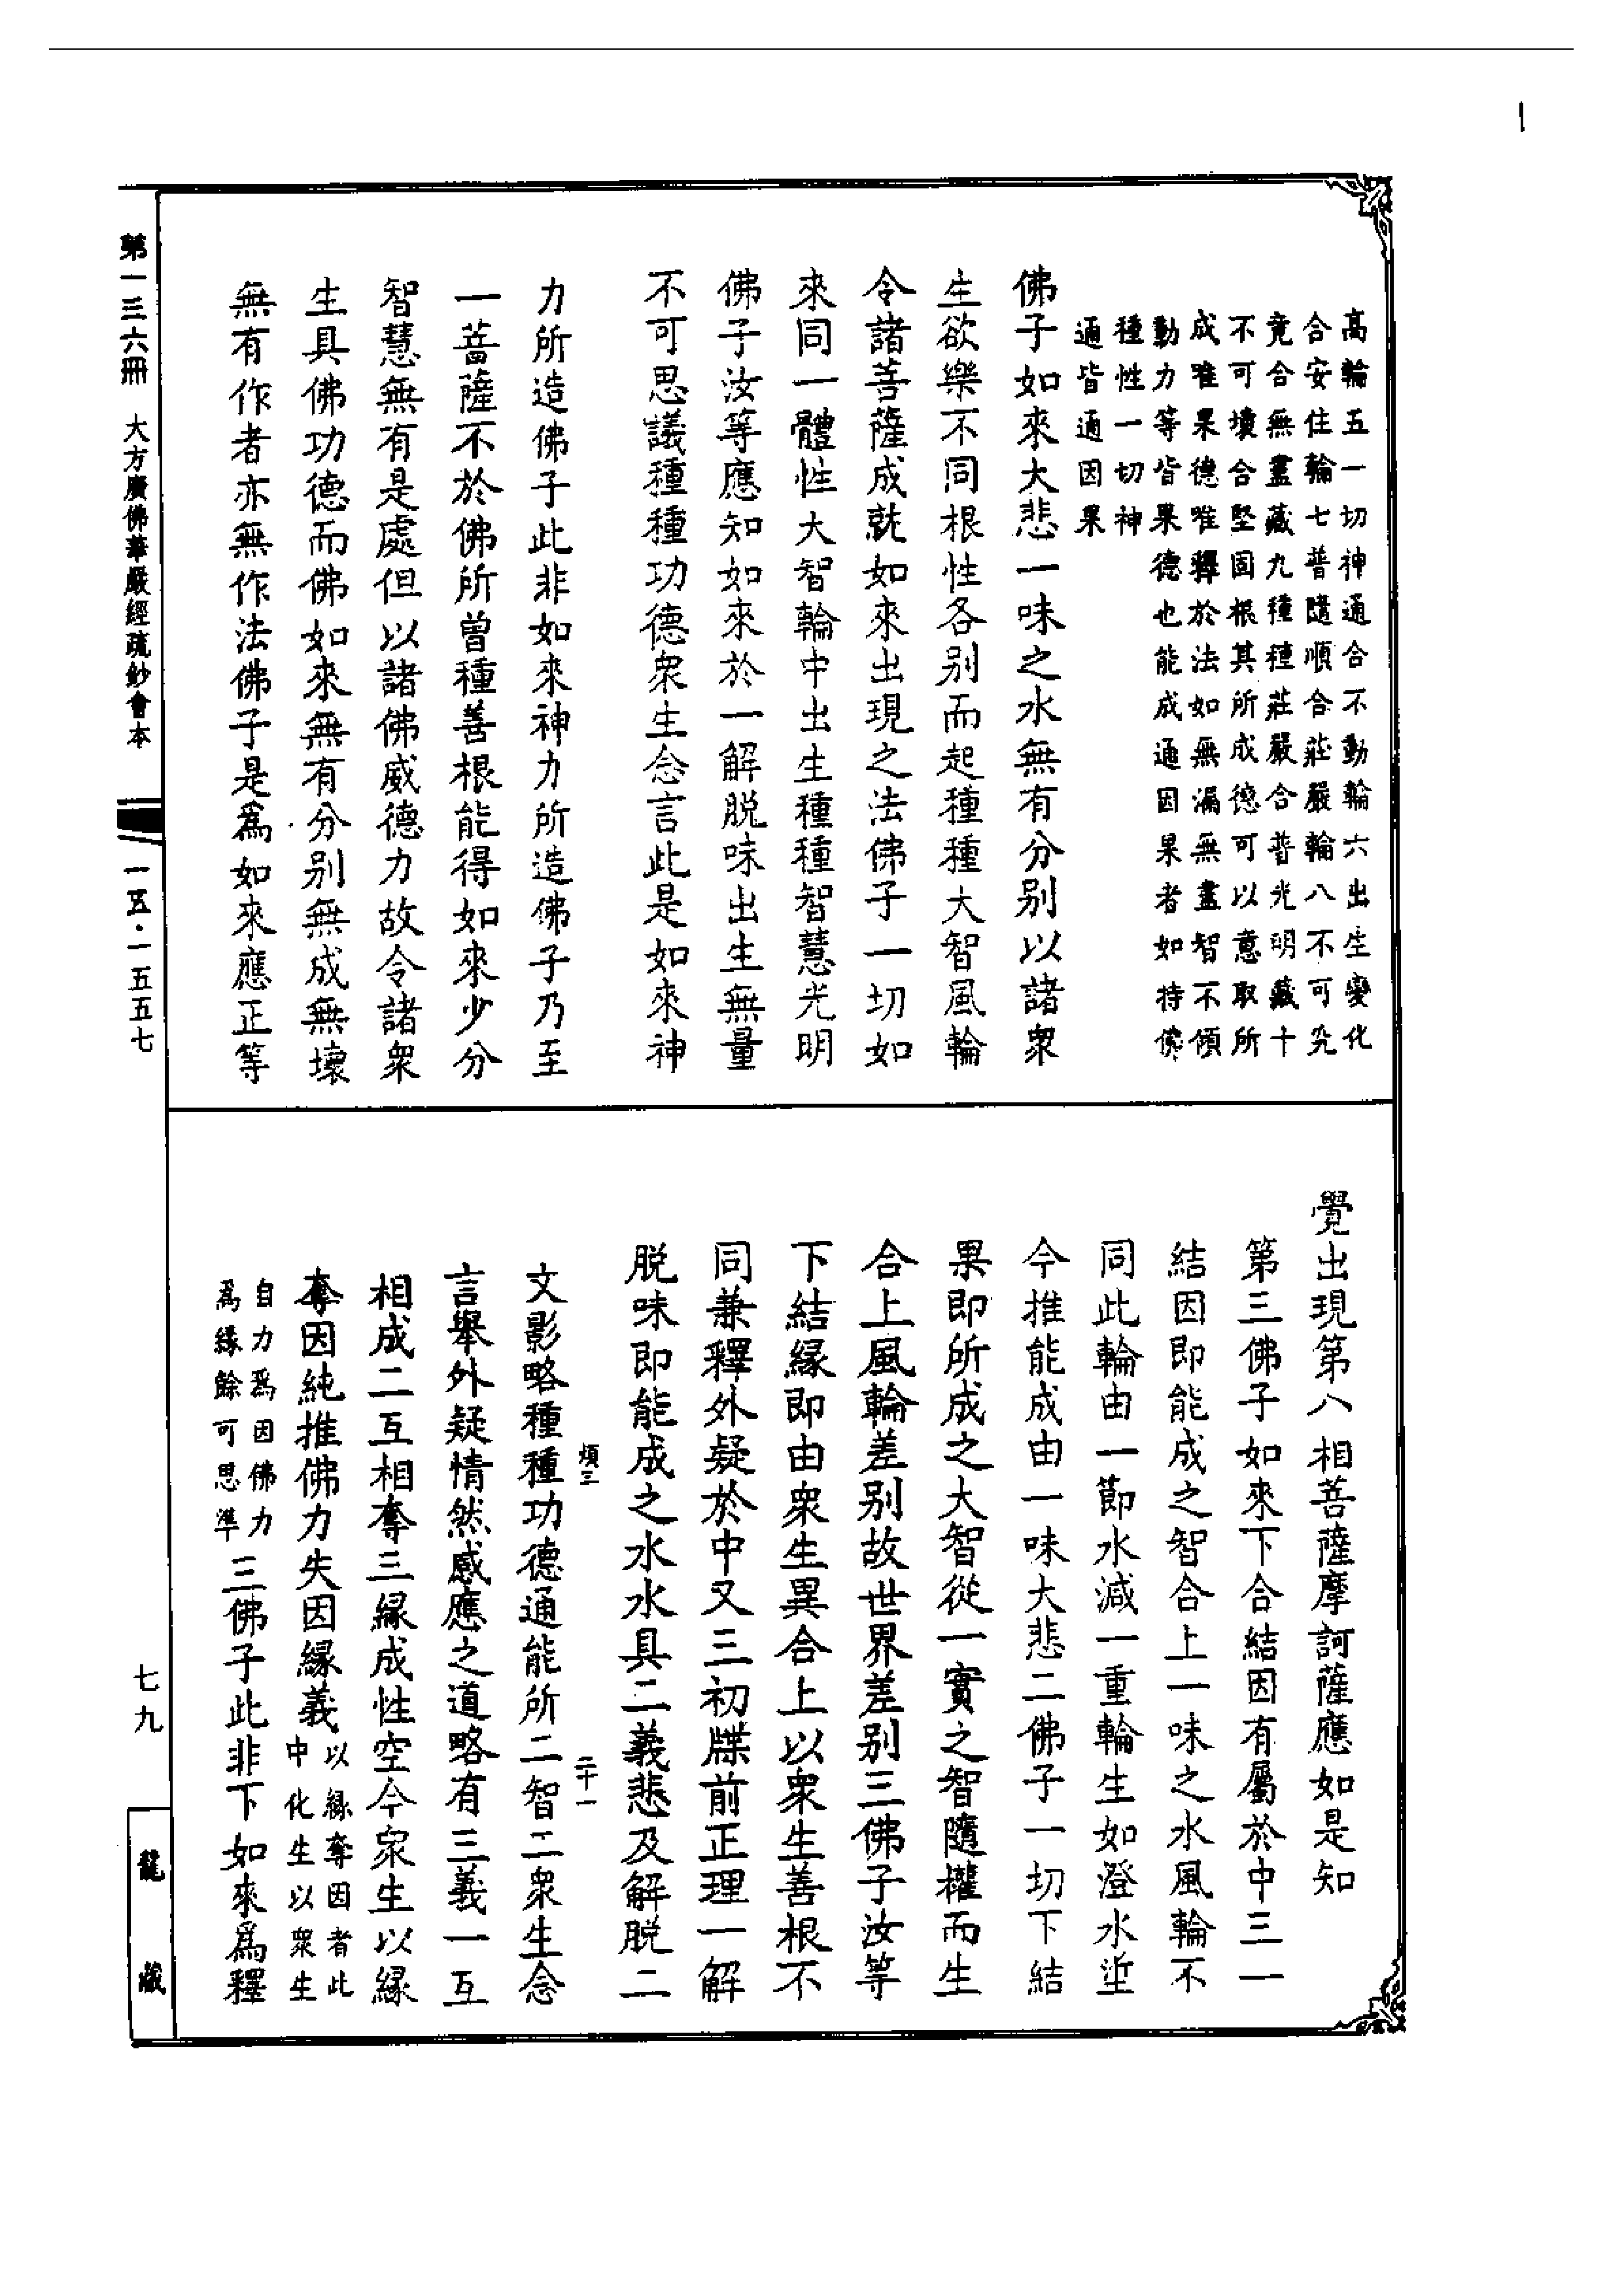 高輪五一切神通合不動輪六出生變化
合安住輪七普隨順合莊嚴輪八不可究
竟合無盡藏九種種莊嚴合普光明藏十
不可壞合堅固根其所成德可以意取所
成唯果德唯釋於法如無漏無盡智不傾
動力等皆果德也能成通因果者如持佛
種性一切神
通皆通因果
佛子如來大悲一味之水無有分别以諸衆
生欲樂不同根性各别而起種種大智風輪
令諸菩薩成就如來出現之法佛子一切如
來同一體性大智輪中出生種種智慧光明
佛子汝等應知如來於一解脱味出生無量
不可思議種種功德衆生念言此是如來神
力所造佛子此非如來神力所造佛子乃至
一菩薩不於佛所曾種善根能得如來少分
智慧無有是處但以諸佛威德力故令諸衆
生具佛功德而佛如來無有分别無成無壞
無有作者亦無作法佛子是爲如來應正等
覺出現第八相菩薩摩訶薩應如是知
第三佛子如來下合結因有屬於中三一
結因即能成之智合上一味之水風輪不
同此輪由一節水減一重輪生如澄水坒
今推能成由一味大悲二佛子一切下結
果即所成之大智從一實之智隨權而生
合上風輪差别故世界差别三佛子汝等
下結緣即由衆生異合上以衆生善根不
同兼釋外疑於中又三初牒前正理一解
脱味即能成之水水具二義悲及解脱二
文影略種種功德通能所二智二衆生念
煩三
二十一
言舉外疑情然感應之道略有三義一互
相成二互相奪三緣成性空今衆生以緣
奪因純推佛力失因緣義以緣奪因者此
中化生以衆生
自力爲因佛力
爲緣餘可思準三佛子此非下如來爲釋
第一三六冊 大方廣佛華嚴經疏鈔會本
一五·一五五七
七九
龍藏
1